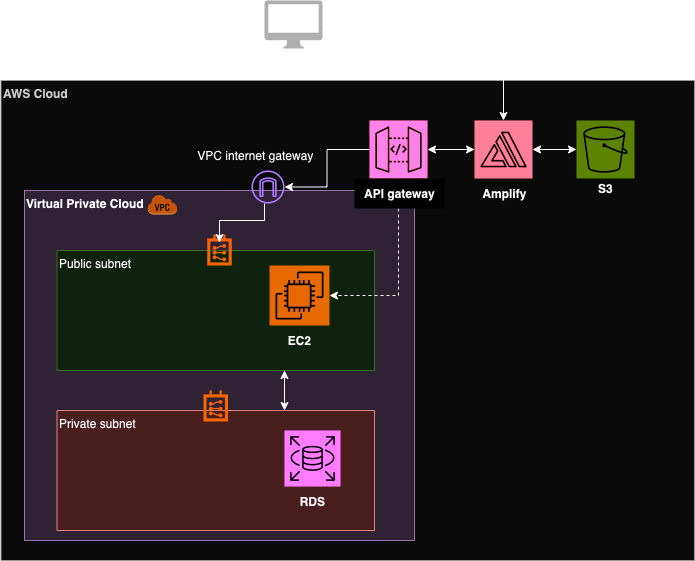 AWS Cloud
VPC internet gateway
</>
API gateway
Amplify
S3
Virtual Private Cloud
VPC
Public subnet
EC2
Private subnet
RDS